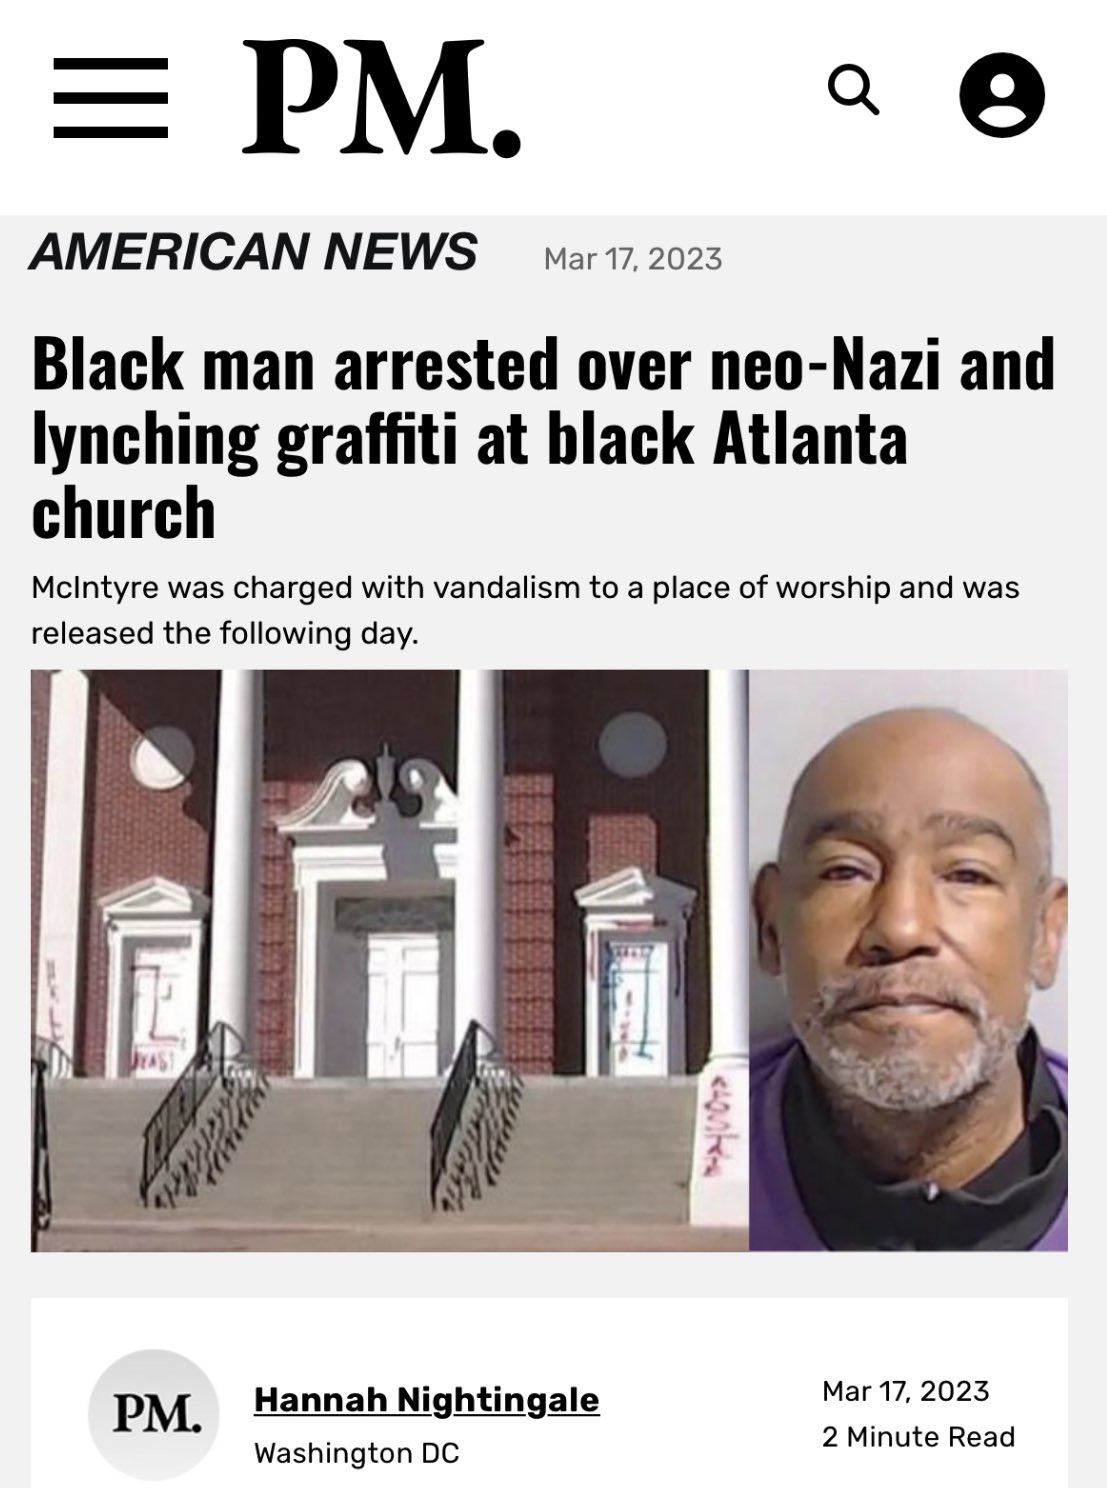 PM.
AMERICAN NEWS Mar 17, 2023
Black man arrested over neo-Nazi and
lynching graffiti at black Atlanta
church
McIntyre was charged with vandalism to a place of worship and was
released the following day.
PM.
Hannah Nightingale
Washington DC
Mar 17, 2023
2 Minute Read